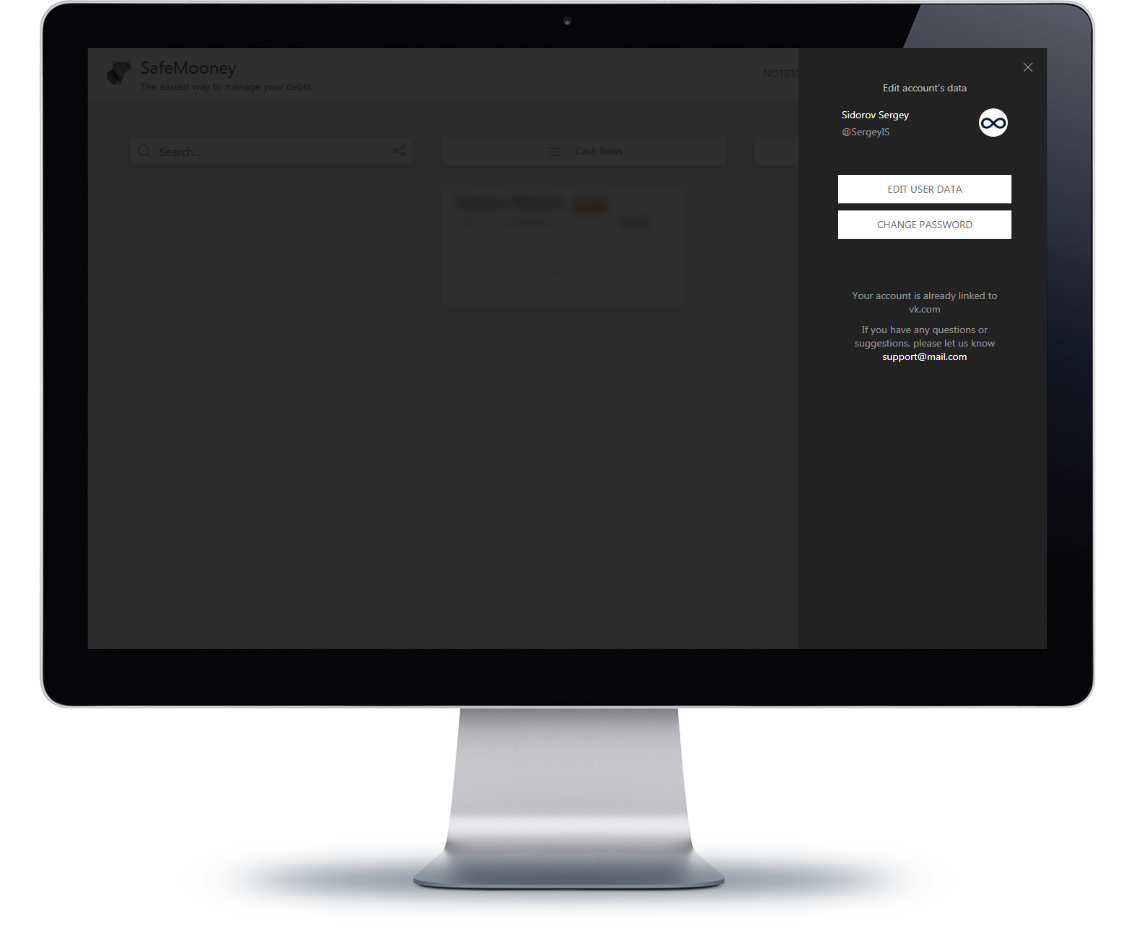 SafeMooney
The easiest way to manage your debts
NOTIFIC
Search...
Cash flows
Edit account's data
Sidorov Sergey
@SergeyIS
EDIT USER DATA
CHANGE PASSWORD
Your account is already linked to
vk.com
If you have any questions or
suggestions, please let us know
support@mail.com